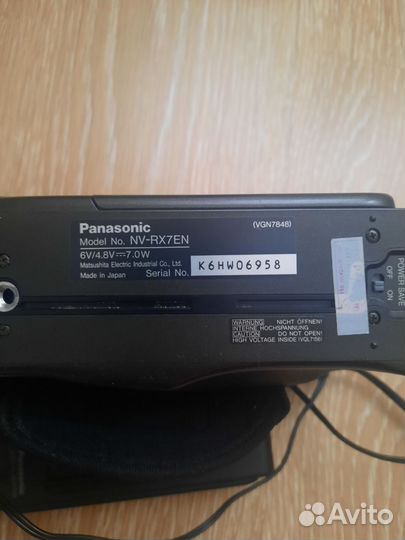 Panasonic
(VGN7848)
Model No. NV-RX7EN
6V/4.8V⎓7.0W
Matsushita Electric Industrial Co., Ltd.
Made in Japan
Serial No. K6HW06958
POWER SAVE
OFF
ON
WARNUNG NICHT ÖFFNEN!
INTERNE HOCHSPANNUNG
CAUTION DO NOT OPEN!
HIGH VOLTAGE INSIDE (VQL7156)
Avito